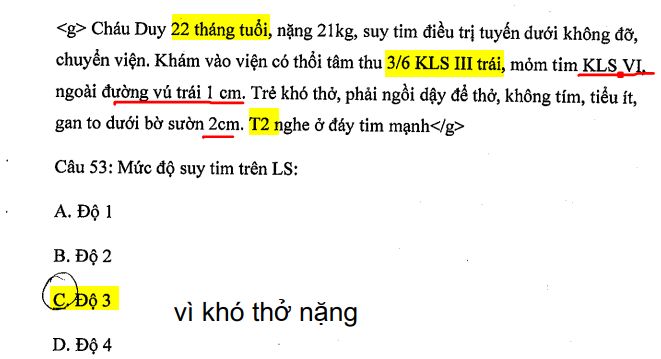 <g> Cháu Duy 22 tháng tuổi, nặng 21kg, suy tim điều trị tuyến dưới không đỡ,
chuyển viện. Khám vào viện có thổi tâm thu 3/6 KLS III trái, mỏm tim KLS VI,
ngoài đường vú trái 1 cm. Trẻ khó thở, phải ngồi dậy để thở, không tím, tiểu ít,
gan to dưới bờ sườn 2cm. T2 nghe ở đáy tim mạnh</g>
Câu 53: Mức độ suy tim trên LS:
A. Độ 1
B. Độ 2
C. Độ 3
vì khó thở nặng
D. Độ 4